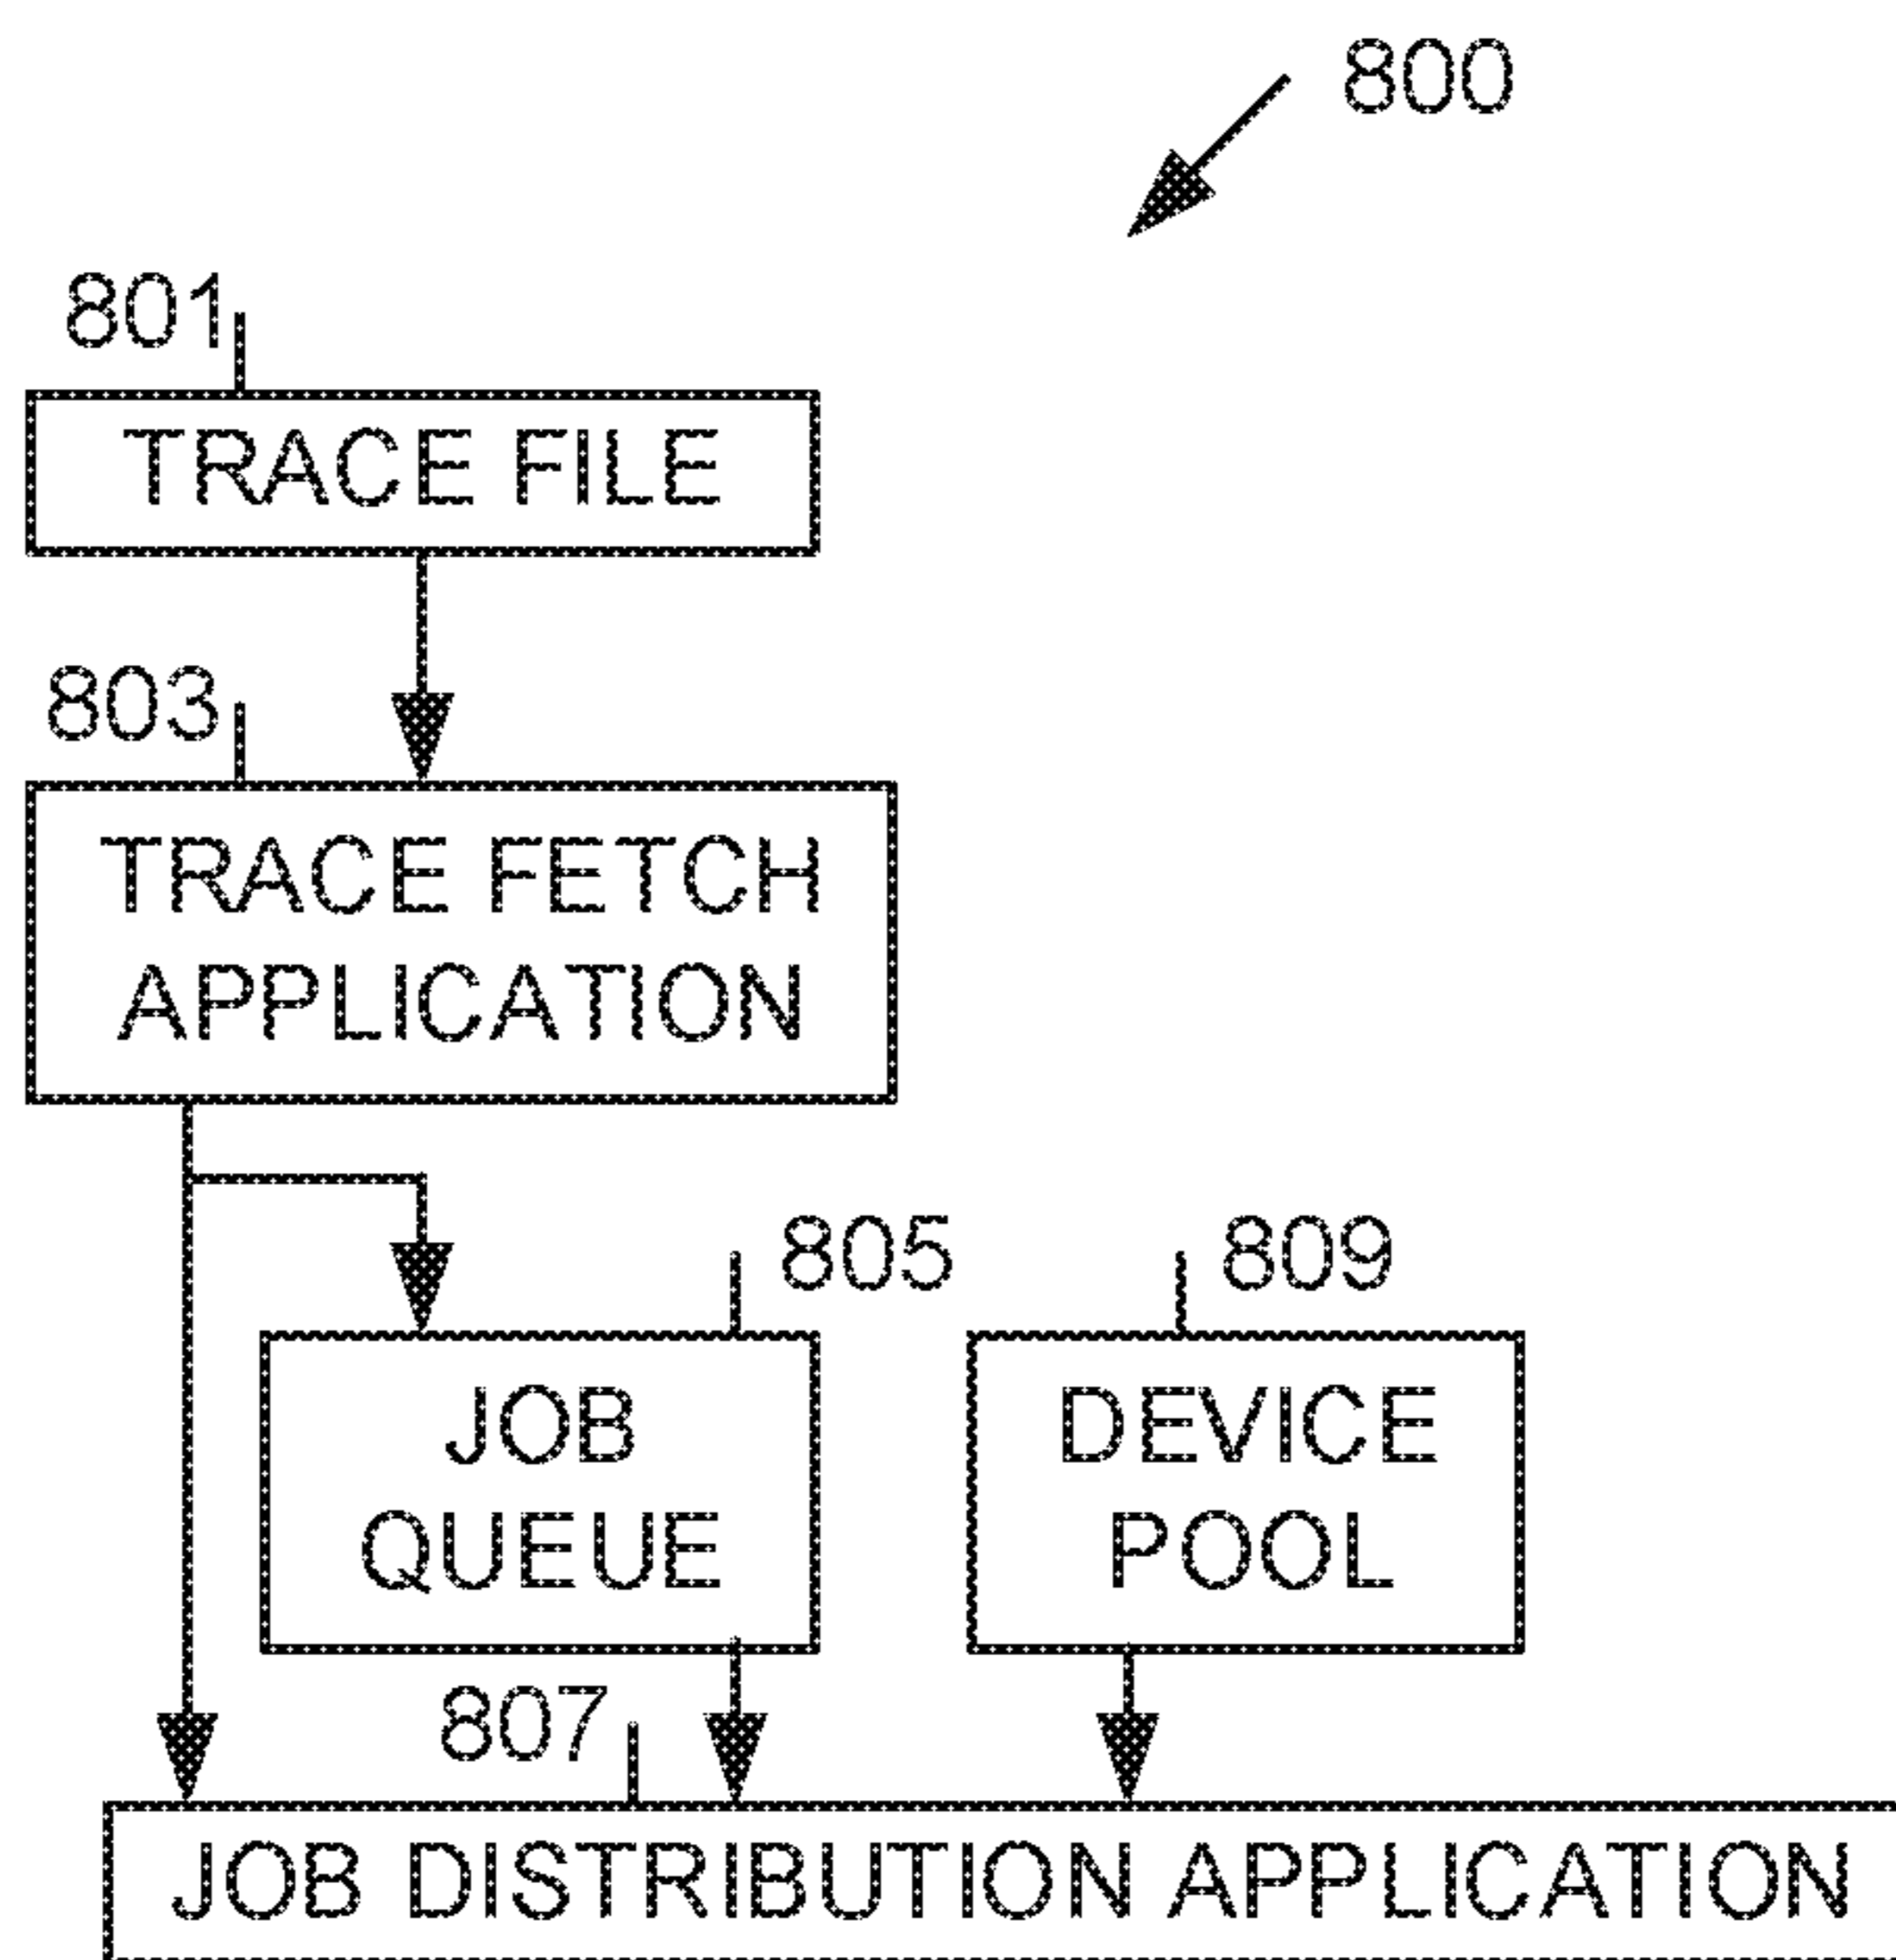 800
801
TRACE FILE
803
TRACE FETCH
APPLICATION
805
809
JOB
QUEUE
DEVICE
POOL
807
JOB DISTRIBUTION APPLICATION